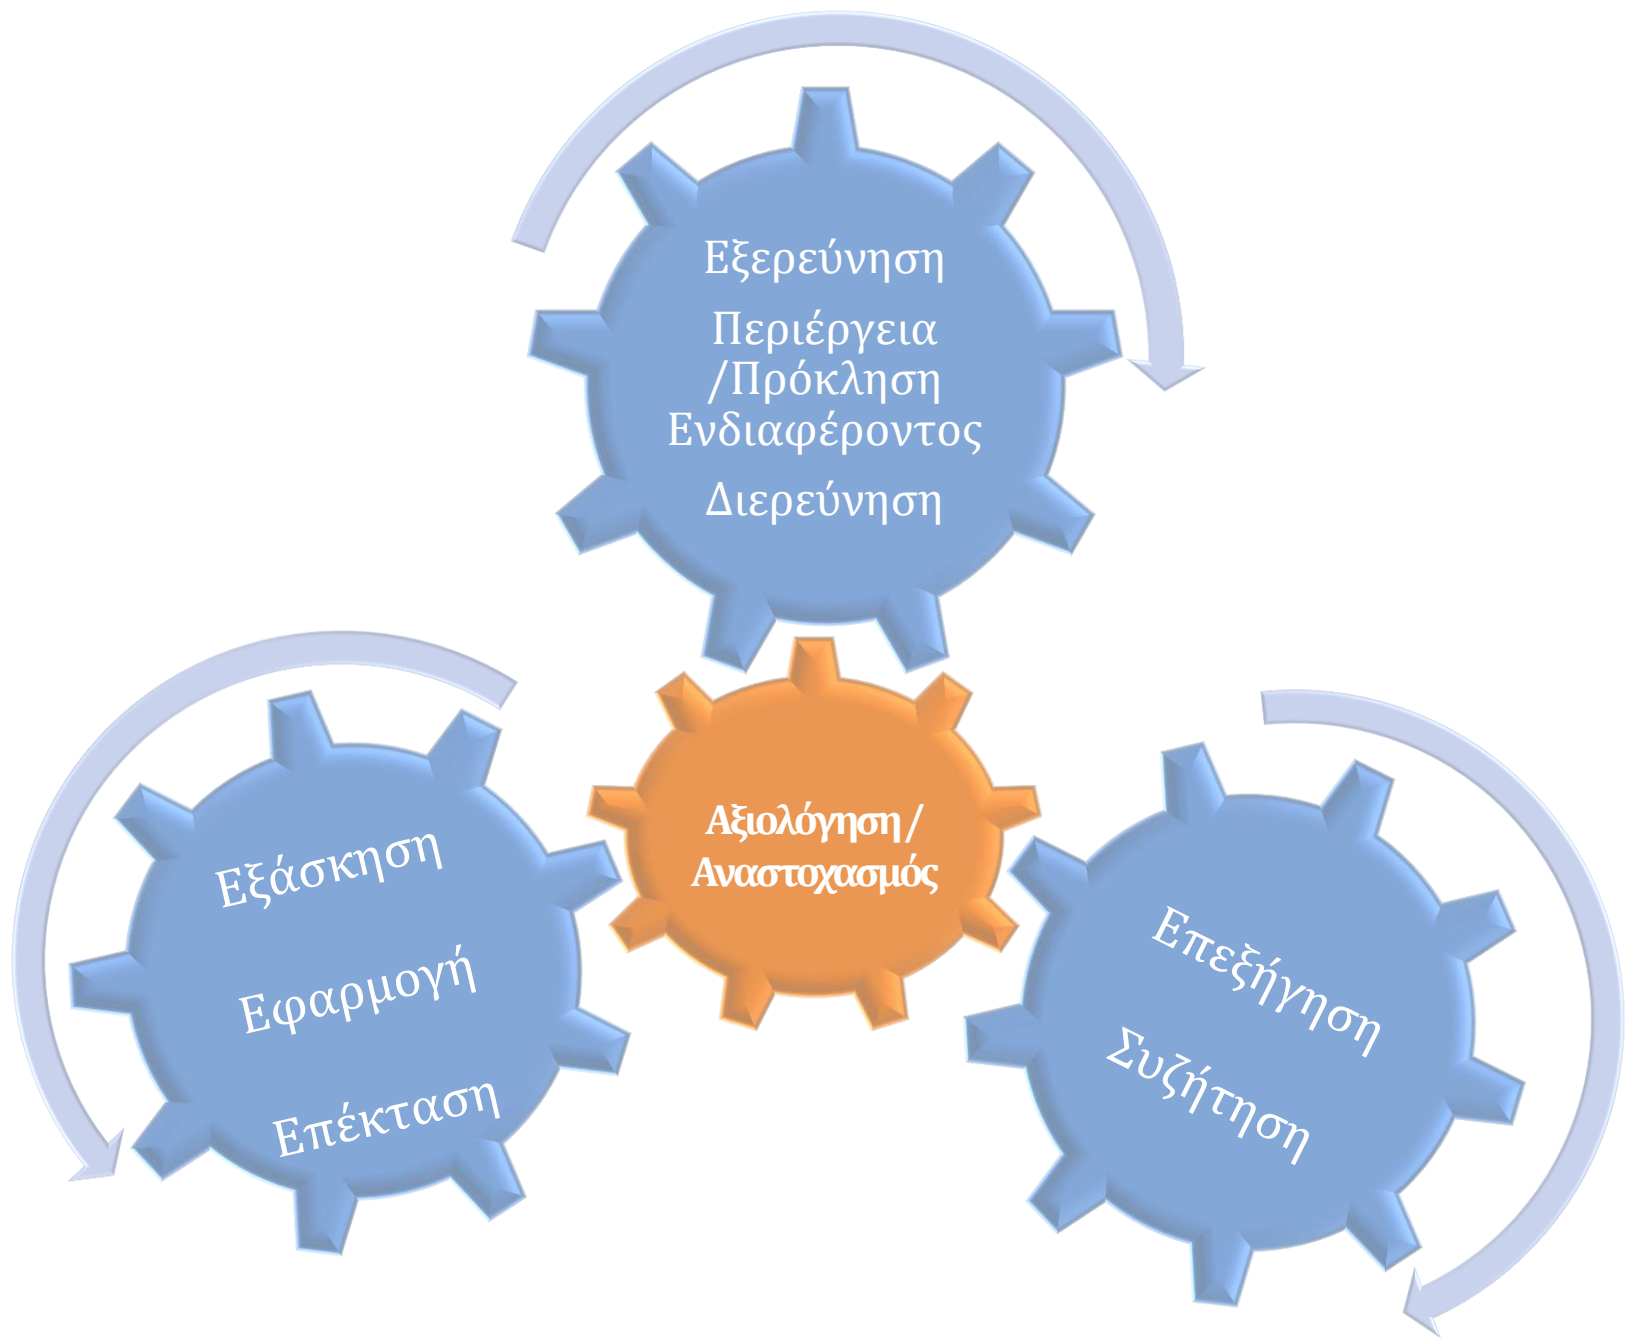 Εξερεύνηση
Περιέργεια
/Πρόκληση
Ενδιαφέροντος
Διερεύνηση
Αξιολόγηση/
Αναστοχασμός
Εξάσκηση
Εφαρμογή
Επέκταση
Επεξήγηση
Συζήτηση